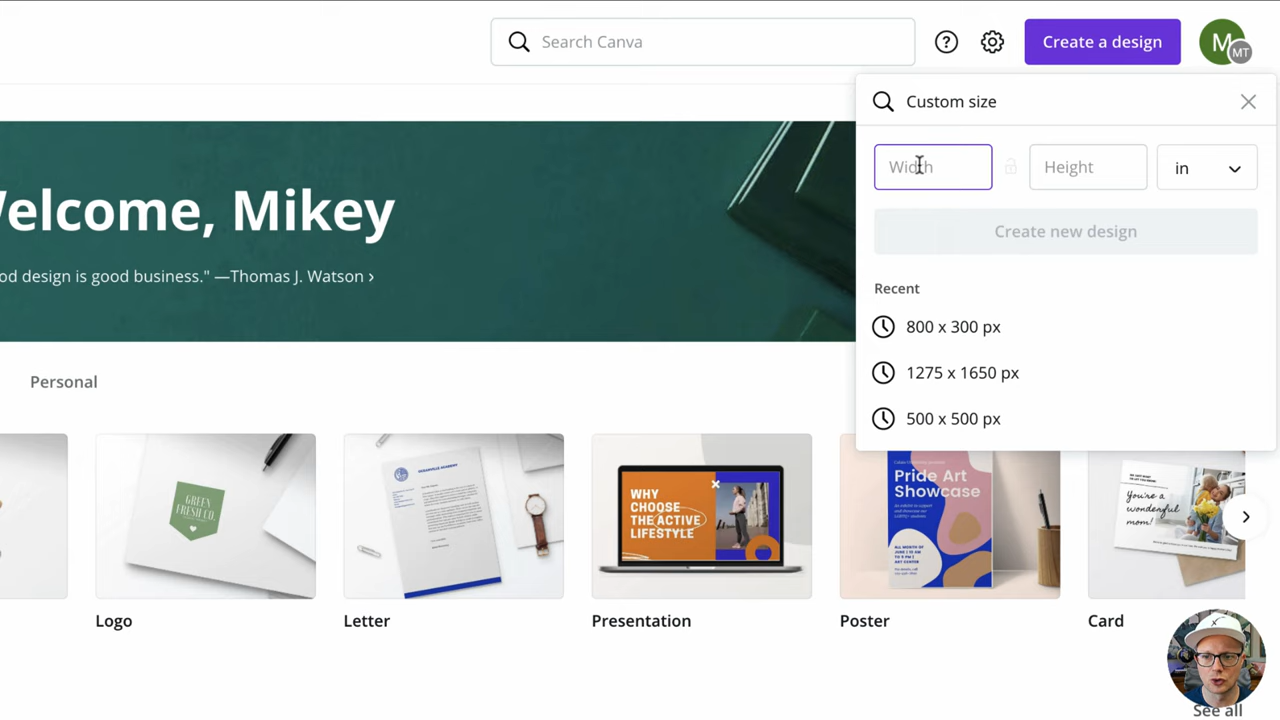 Search Canva
Create a design
M
MT
Custom size
Width
Height
in
Create new design
Recent
800 x 300 px
1275 x 1650 px
500 x 500 px
elcome, Mikey
od design is good business." —Thomas J. Watson ›
Personal
GREEN
FRESH CO.
WHY
CHOOSE
THE ACTIVE
LIFESTYLE
Pride Art
Showcase
You're a
wonderful
mom!
Logo
Letter
Presentation
Poster
Card
See all